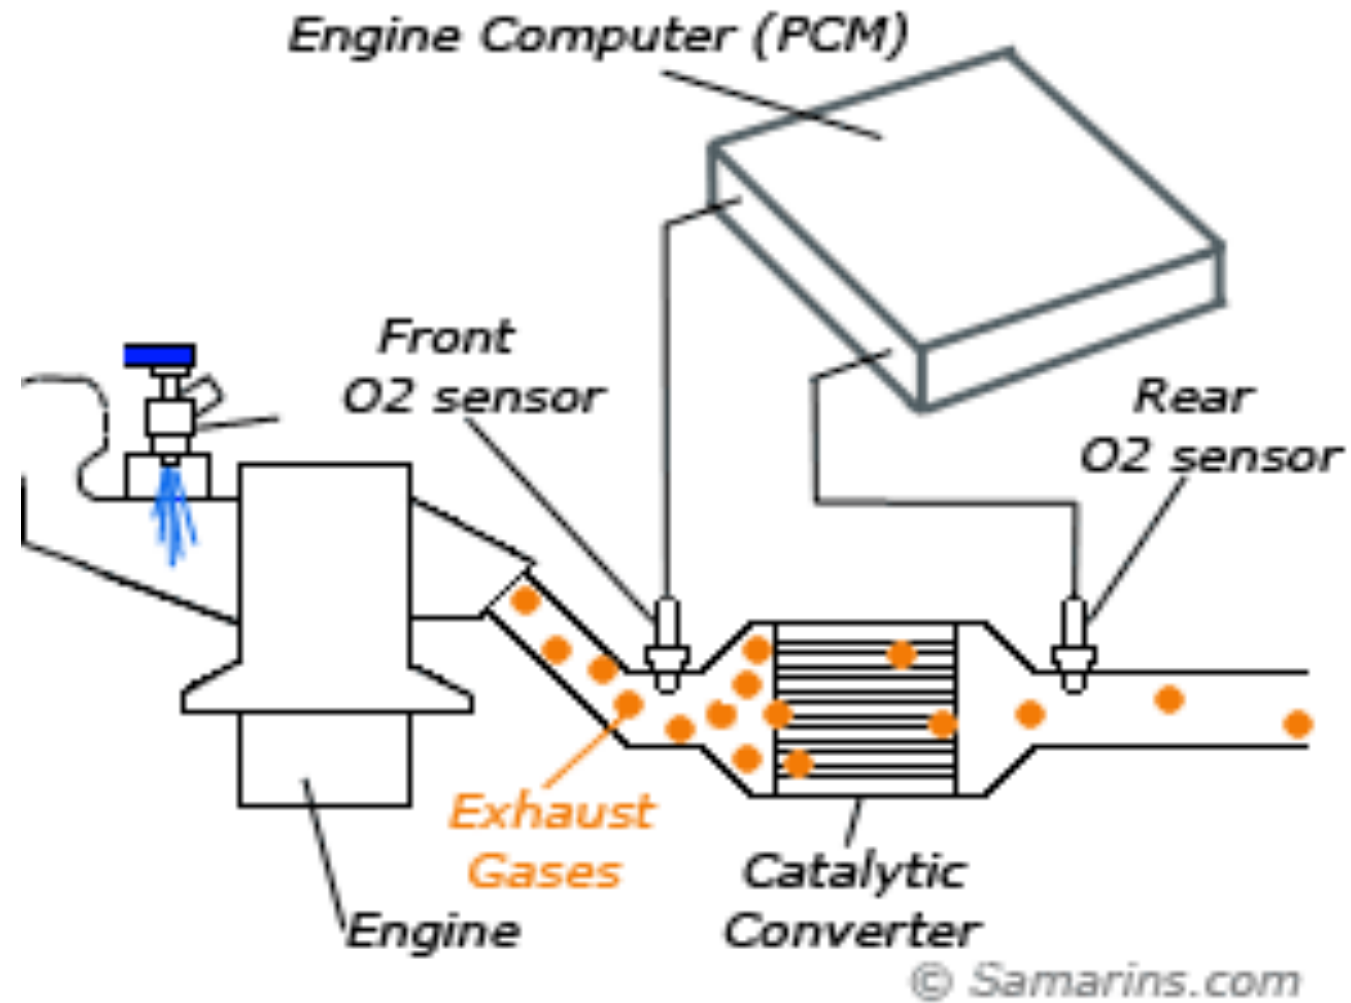 Engine Computer (PCM)
Front
O2 sensor
Rear
O2 sensor
Exhaust
Gases
Catalytic
Converter
Engine
© Samarins.com